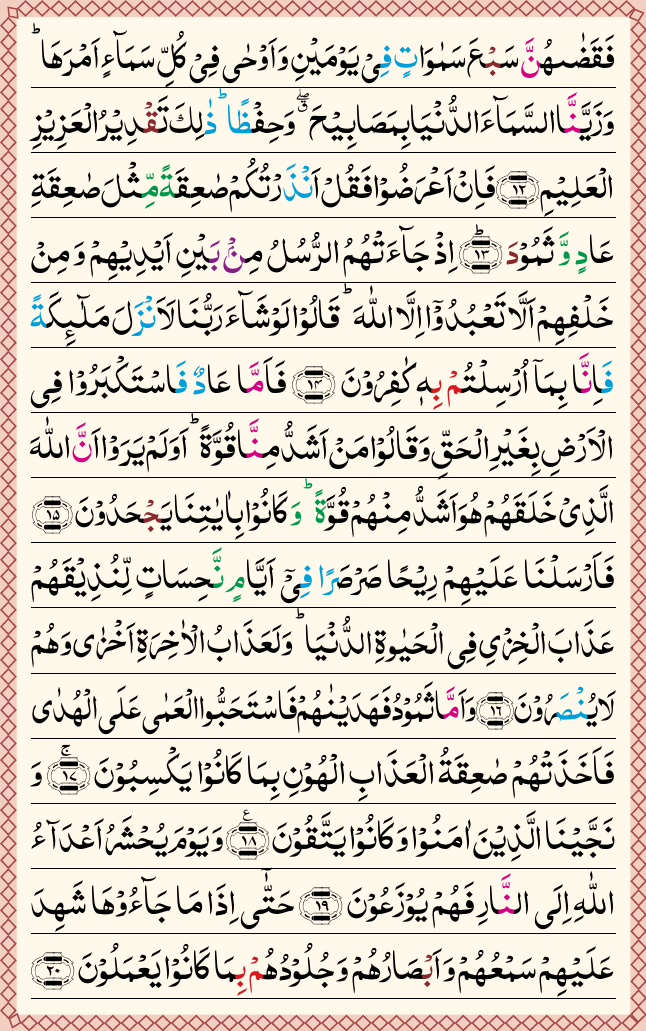 فَقَضٰىهُنَّ سَبْعَ سَمٰوَاتٍ فِیْ یَوْمَیْنِ وَاَوْحٰی فِیْ كُلِّ سَمَآءٍ اَمْرَهَا ؕ
وَزَیَّنَّا السَّمَآءَ الدُّنْیَا بِمَصَابِیْحَ ۖۗ وَحِفْظًا ؕ ذٰلِكَ تَقْدِیْرُ الْعَزِیْزِ
الْعَلِیْمِ ۝۱۲ فَاِنْ اَعْرَضُوْا فَقُلْ اَنْذَرْتُكُمْ صٰعِقَةً مِّثْلَ صٰعِقَةِ
عَادٍ وَّ ثَمُوْدَ ۝۱۳ؕ اِذْ جَآءَتْهُمُ الرُّسُلُ مِنْۢ بَیْنِ اَیْدِیْهِمْ وَ مِنْ
خَلْفِهِمْ اَلَّا تَعْبُدُوْۤا اِلَّا اللّٰهَ ؕ قَالُوْا لَوْ شَآءَ رَبُّنَا لَاَنْزَلَ مَلٰٓىِٕكَةً
فَاِنَّا بِمَاۤ اُرْسِلْتُمْ بِهٖ كٰفِرُوْنَ ۝۱۴ فَاَمَّا عَادٌ فَاسْتَكْبَرُوْا فِی
الْاَرْضِ بِغَیْرِ الْحَقِّ وَقَالُوْا مَنْ اَشَدُّ مِنَّا قُوَّةً ؕ اَوَلَمْ یَرَوْا اَنَّ اللّٰهَ
الَّذِیْ خَلَقَهُمْ هُوَ اَشَدُّ مِنْهُمْ قُوَّةً ؕ وَ كَانُوْا بِاٰیٰتِنَا یَجْحَدُوْنَ ۝۱۵
فَاَرْسَلْنَا عَلَیْهِمْ رِیْحًا صَرْصَرًا فِیْۤ اَیَّامٍ نَّحِسَاتٍ لِّنُذِیْقَهُمْ
عَذَابَ الْخِزْیِ فِی الْحَیٰوةِ الدُّنْیَا ؕ وَلَعَذَابُ الْاٰخِرَةِ اَخْزٰی وَهُمْ
لَا یُنْصَرُوْنَ ۝۱۶ وَاَمَّا ثَمُوْدُ فَهَدَیْنٰهُمْ فَاسْتَحَبُّوا الْعَمٰی عَلَی الْهُدٰی
فَاَخَذَتْهُمْ صٰعِقَةُ الْعَذَابِ الْهُوْنِ بِمَا كَانُوْا یَكْسِبُوْنَ ۝۱۷ۚ وَ
نَجَّیْنَا الَّذِیْنَ اٰمَنُوْا وَ كَانُوْا یَتَّقُوْنَ ۝۱۸ع وَیَوْمَ یُحْشَرُ اَعْدَآءُ
اللّٰهِ اِلَی النَّارِ فَهُمْ یُوْزَعُوْنَ ۝۱۹ حَتّٰۤی اِذَا مَا جَآءُوْهَا شَهِدَ
عَلَیْهِمْ سَمْعُهُمْ وَاَبْصَارُهُمْ وَجُلُوْدُهُمْ بِمَا كَانُوْا یَعْمَلُوْنَ ۝۲۰